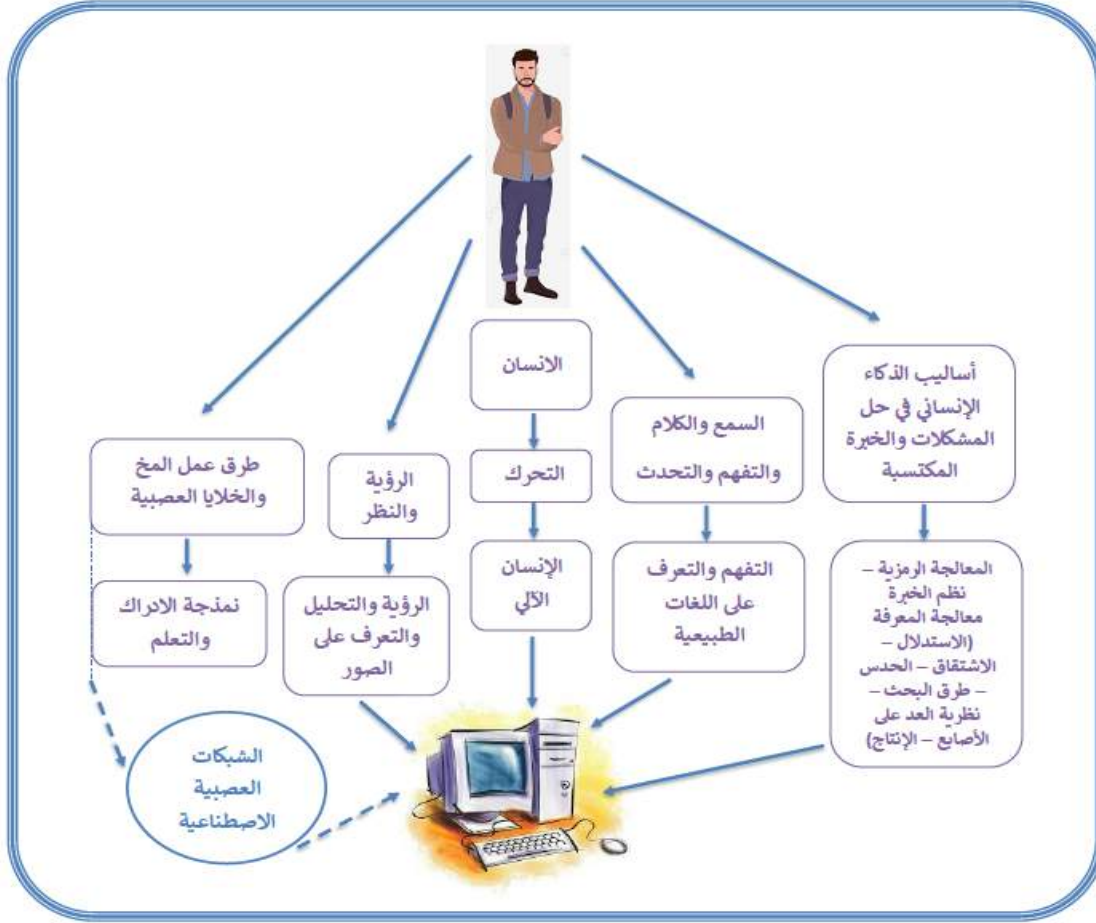 الانسان
أساليب الذكاء
الإنساني في حل
المشكلات والخبرة
المكتسبة
السمع والكلام
والتفهم والتحدث
التحرك
الرؤية
والنظر
طرق عمل المخ
والخلايا العصبية
المعالجة الرمزية –
نظم الخبرة
معالجة المعرفة
(الاستدلال –
الاشتقاق – الحدس
– طرق البحث –
نظرية العد على
الأصابع – الإنتاج)
التفهم والتعرف
على اللغات
الطبيعية
الإنسان
الآلي
الرؤية والتحليل
والتعرف على
الصور
نمذجة الادراك
والتعلم
الشبكات
العصبية
الاصطناعية